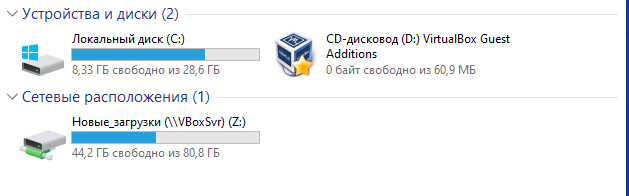 Устройства и диски (2)
Локальный диск (C:)
8,33 ГБ свободно из 28,6 ГБ
CD-дисковод (D:) VirtualBox Guest
Additions
0 байт свободно из 60,9 МБ
Сетевые расположения (1)
Новые_загрузки (\\VBoxSvr) (Z:)
44,2 ГБ свободно из 80,8 ГБ